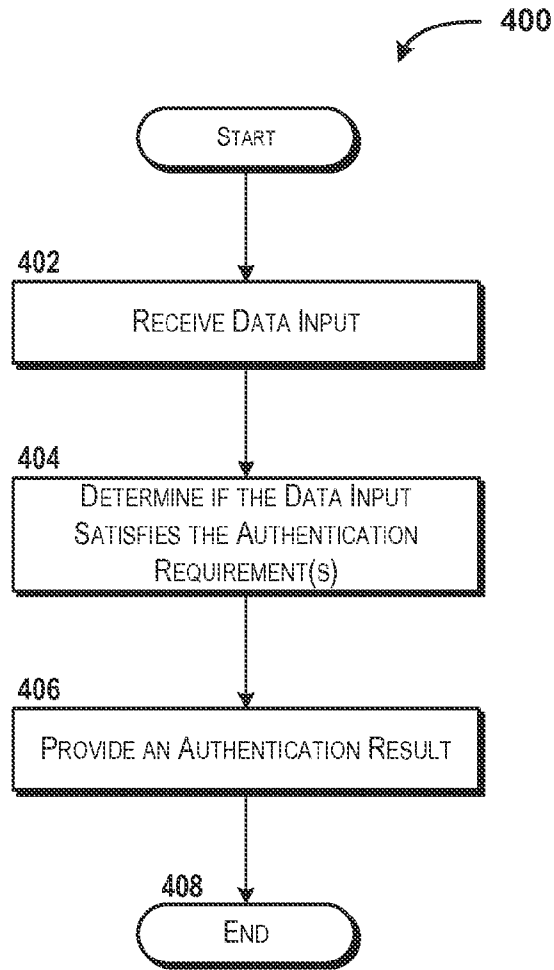 400
START
402
RECEIVE DATA INPUT
404
DETERMINE IF THE DATA INPUT
SATISFIES THE AUTHENTICATION
REQUIREMENT(S)
406
PROVIDE AN AUTHENTICATION RESULT
408
END